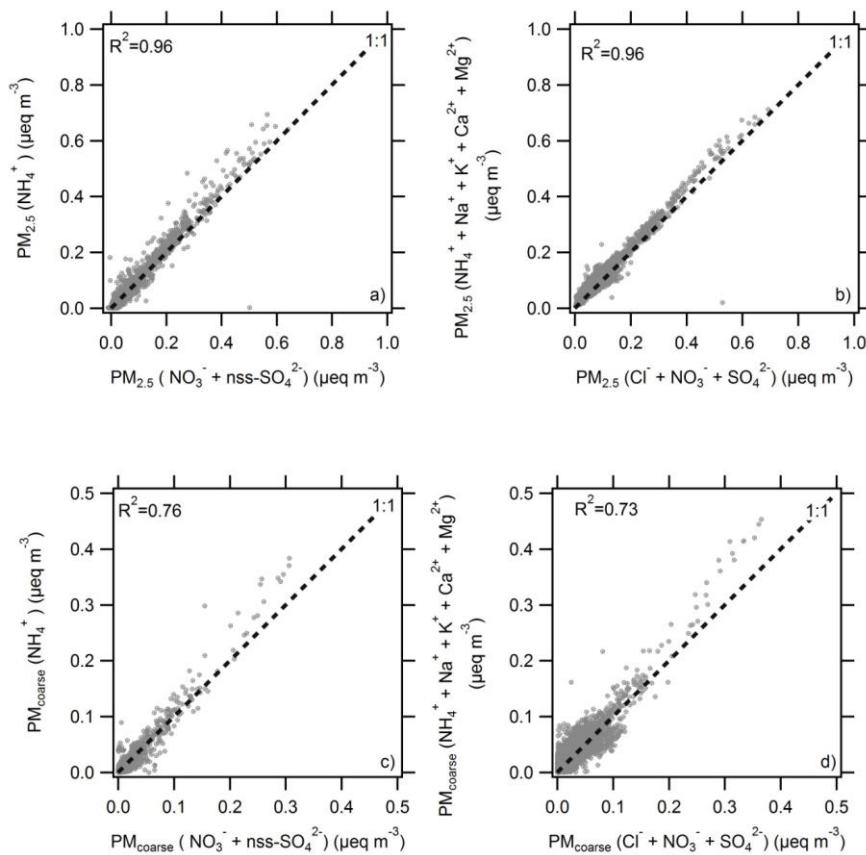 R²=0.96
1:1
1.0
0.8
0.6
0.4
0.2
0.0
PM₂.₅ (NH₄⁺) (µeq m⁻³)
a)
0.0 0.2 0.4 0.6 0.8 1.0
PM₂.₅ ( NO₃⁻ + nss-SO₄²⁻) (µeq m⁻³)
R²=0.96
1:1
1.0
0.8
0.6
0.4
0.2
0.0
PM₂.₅ (NH₄⁺ + Na⁺ + K⁺ + Ca²⁺ + Mg²⁺)
(µeq m⁻³)
b)
0.0 0.2 0.4 0.6 0.8 1.0
PM₂.₅ (Cl⁻ + NO₃⁻ + SO₄²⁻) (µeq m⁻³)
R²=0.76
1:1
0.5
0.4
0.3
0.2
0.1
0.0
PM_coarse (NH₄⁺) (µeq m⁻³)
c)
0.0 0.1 0.2 0.3 0.4 0.5
PM_coarse ( NO₃⁻ + nss-SO₄²⁻) (µeq m⁻³)
R²=0.73
1:1
0.5
0.4
0.3
0.2
0.1
0.0
PM_coarse (NH₄⁺ + Na⁺ + K⁺ + Ca²⁺ + Mg²⁺)
(µeq m⁻³)
d)
0.0 0.1 0.2 0.3 0.4 0.5
PM_coarse (Cl⁻ + NO₃⁻ + SO₄²⁻) (µeq m⁻³)